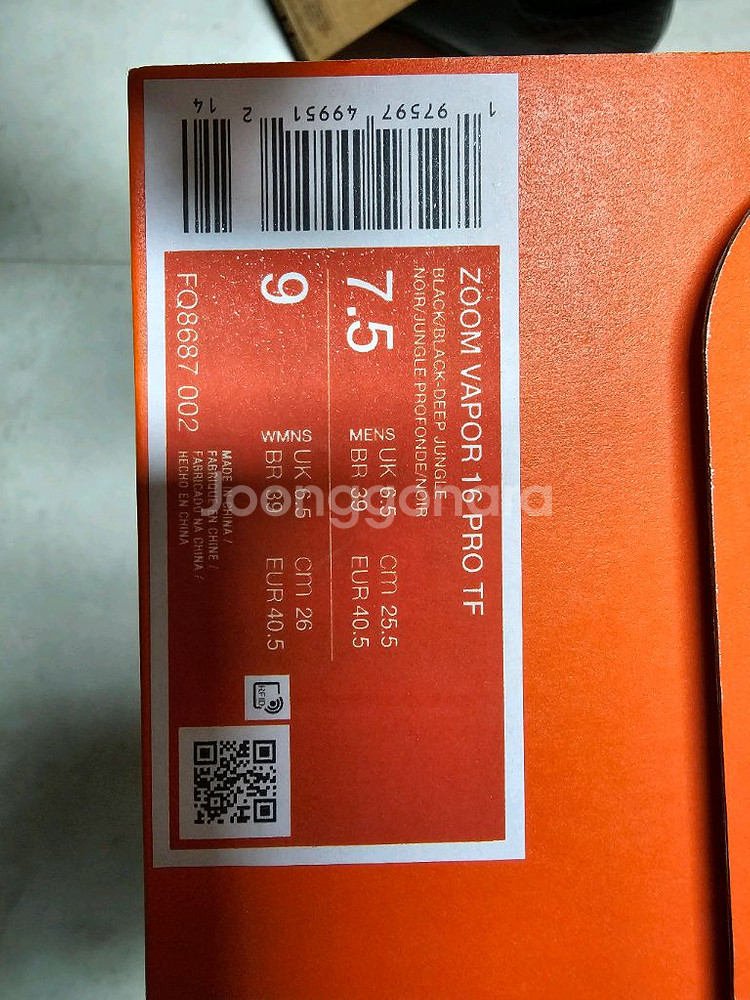 ZOOM VAPOR 16 PRO TF
BLACK/BLACK-DEEP JUNGLE
NOIR/JUNGLE PROFONDE/NOIR
7.5
MENS
UK 6.5 cm 25.5
BR 39 EUR 40.5
9
WMNS
UK 6.5 cm 26
BR 39 EUR 40.5
FQ8687 002
MADE IN CHINA /
FABRIQUE EN CHINE /
FABRICADO NA CHINA /
HECHO EN CHINA
RFID
1 97597 49951 2 14
Joonggonara